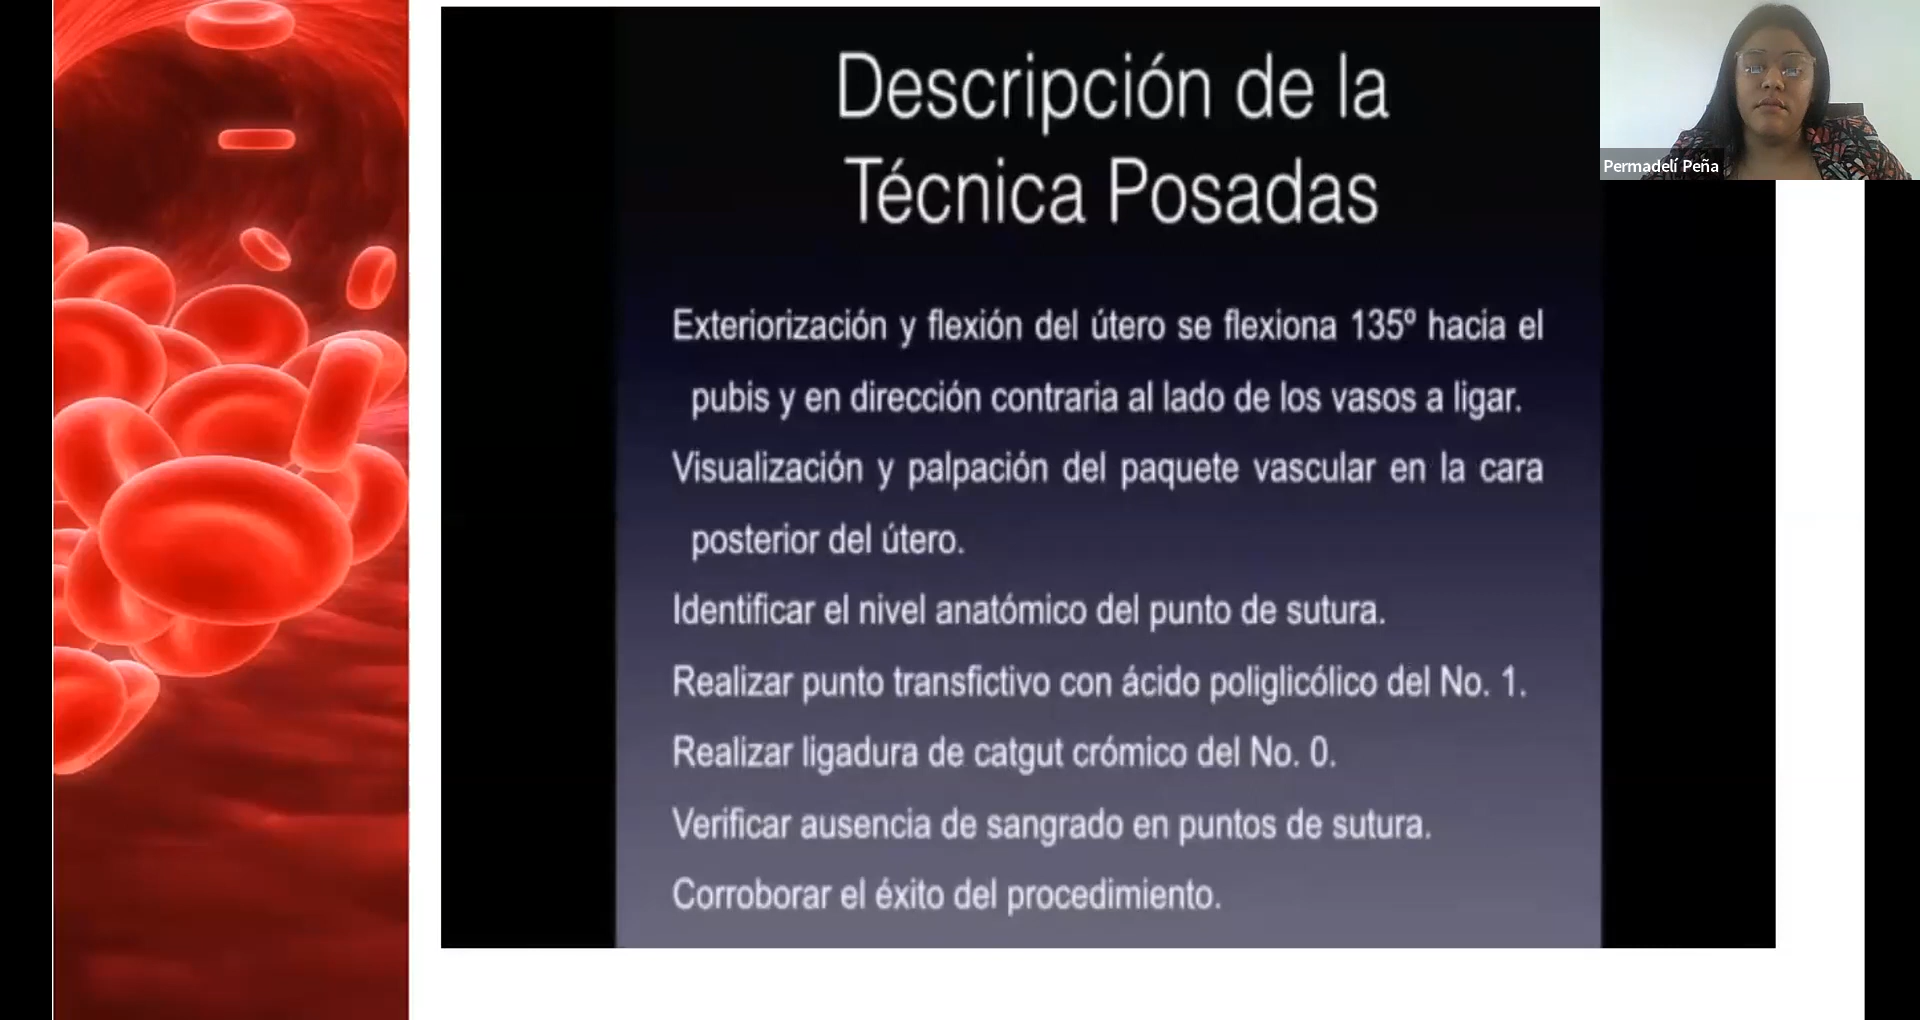 Descripción de la
Técnica Posadas
Exteriorización y flexión del útero se flexiona 135º hacia el
pubis y en dirección contraria al lado de los vasos a ligar.
Visualización y palpación del paquete vascular en la cara
posterior del útero.
Identificar el nivel anatómico del punto de sutura.
Realizar punto transfictivo con ácido poliglicólico del No. 1.
Realizar ligadura de catgut crómico del No. 0.
Verificar ausencia de sangrado en puntos de sutura.
Corroborar el éxito del procedimiento.
Permadelí Peña